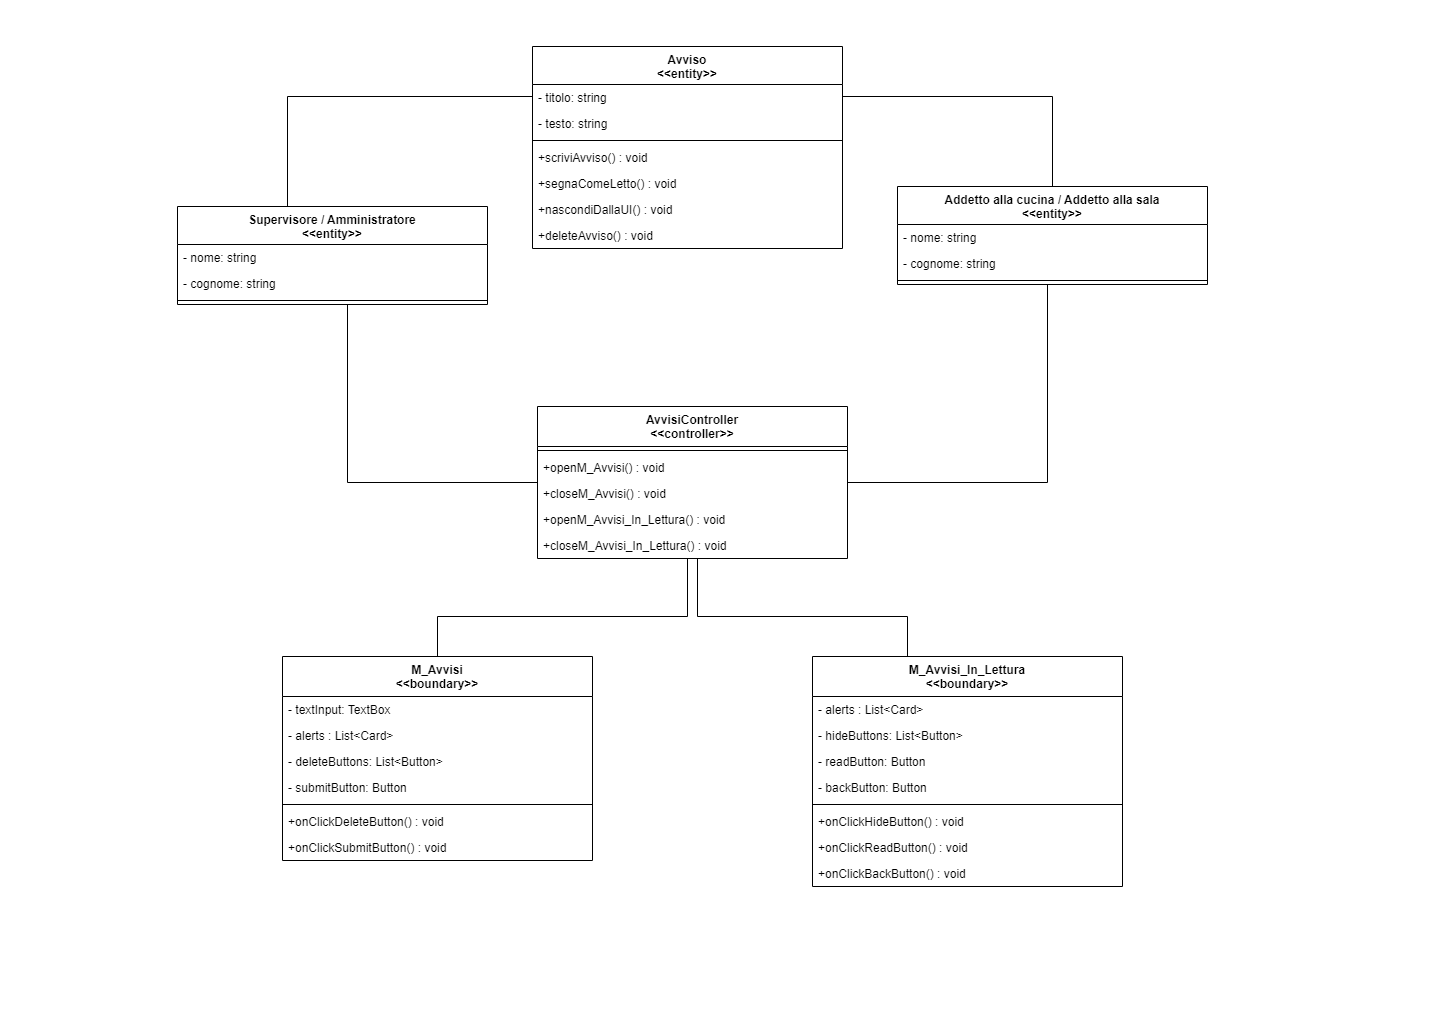 Avviso
<<entity>>
- titolo: string
- testo: string
+scriviAvviso() : void
+segnaComeLetto() : void
+nascondiDallaUI() : void
+deleteAvviso() : void
Supervisore / Amministratore
<<entity>>
- nome: string
- cognome: string
Addetto alla cucina / Addetto alla sala
<<entity>>
- nome: string
- cognome: string
AvvisiController
<<controller>>
+openM_Avvisi() : void
+closeM_Avvisi() : void
+openM_Avvisi_In_Lettura() : void
+closeM_Avvisi_In_Lettura() : void
M_Avvisi
<<boundary>>
- textInput: TextBox
- alerts : List<Card>
- deleteButtons: List<Button>
- submitButton: Button
+onClickDeleteButton() : void
+onClickSubmitButton() : void
M_Avvisi_In_Lettura
<<boundary>>
- alerts : List<Card>
- hideButtons: List<Button>
- readButton: Button
- backButton: Button
+onClickHideButton() : void
+onClickReadButton() : void
+onClickBackButton() : void